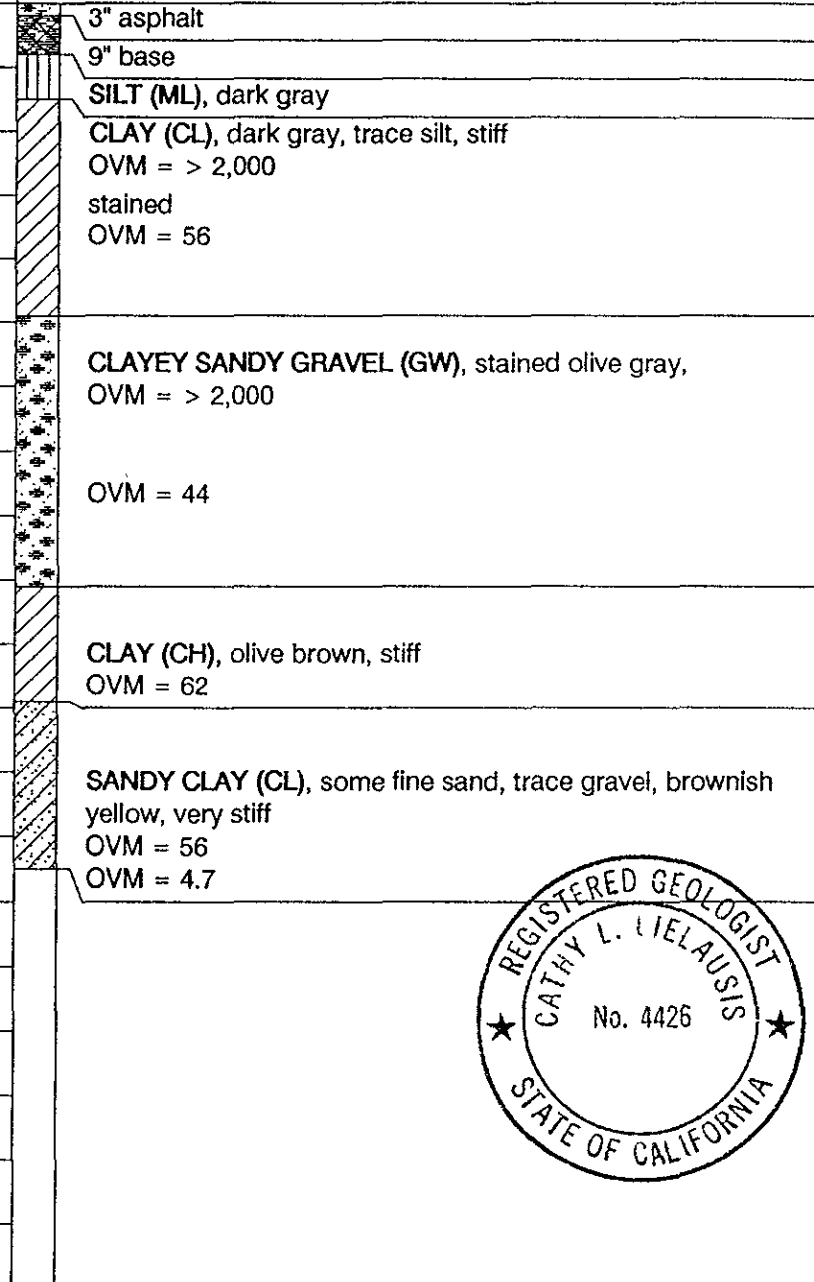 3" asphalt
9" base
SILT (ML), dark gray
CLAY (CL), dark gray, trace silt, stiff
OVM = > 2,000
stained
OVM = 56
CLAYEY SANDY GRAVEL (GW), stained olive gray,
OVM = > 2,000
OVM = 44
CLAY (CH), olive brown, stiff
OVM = 62
SANDY CLAY (CL), some fine sand, trace gravel, brownish
yellow, very stiff
OVM = 56
OVM = 4.7
REGISTERED GEOLOGIST
CATHY L.
No. 4426
STATE OF CALIFORNIA